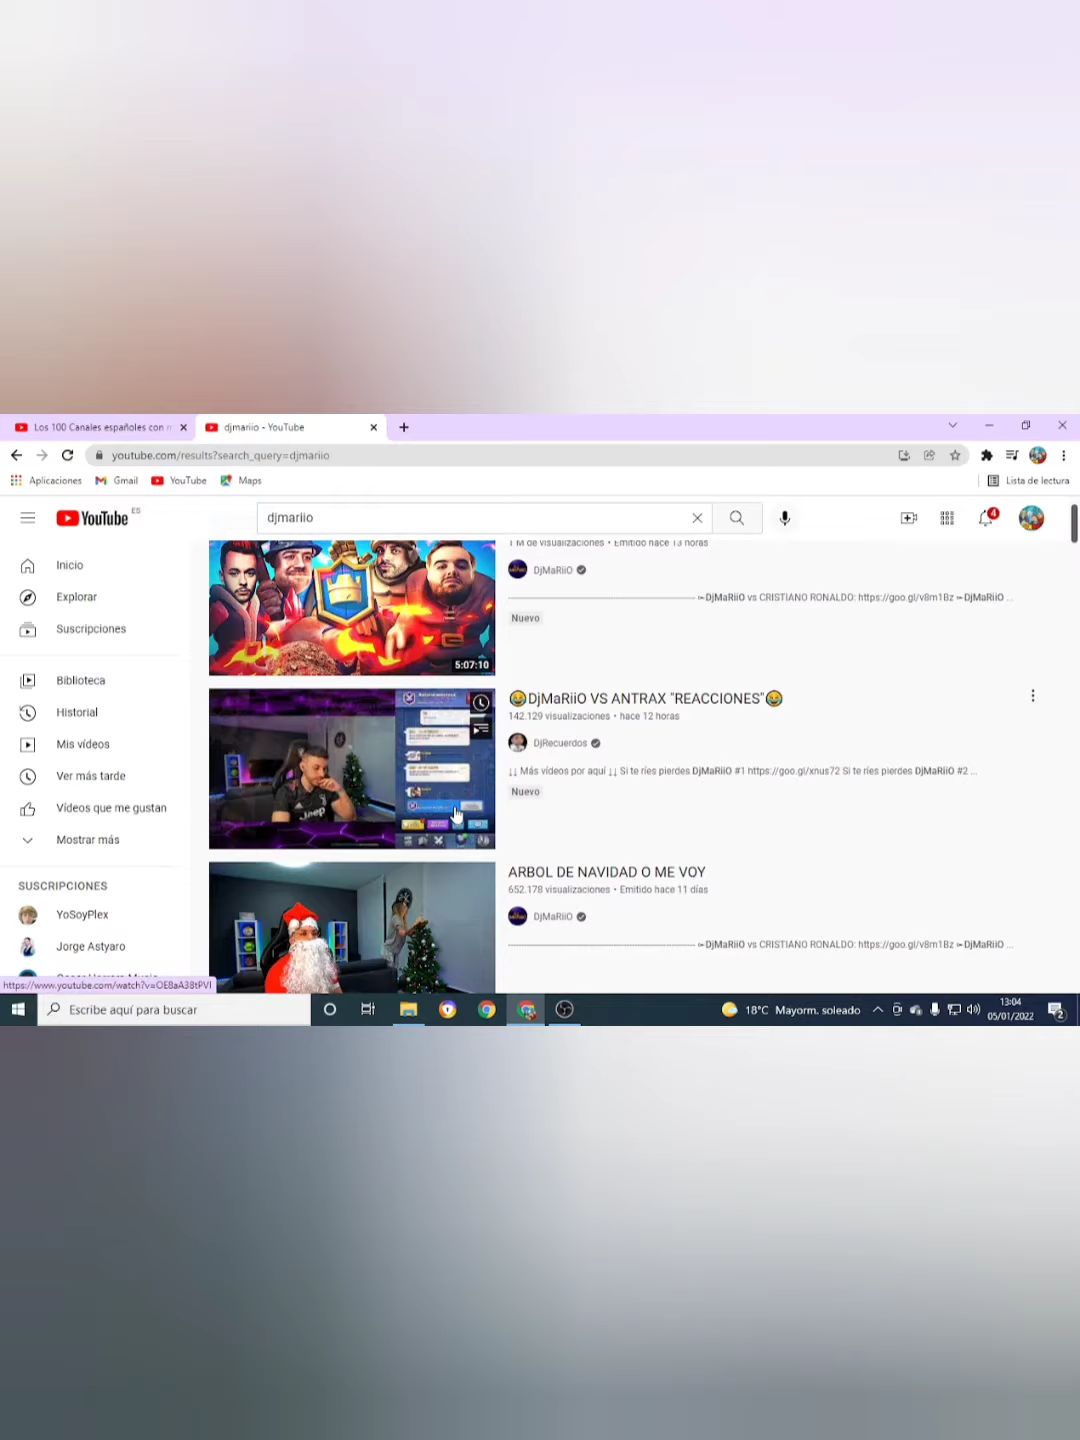 Los 100 Canales españoles con m
djmariio - YouTube
youtube.com/results?search_query=djmariio
Aplicaciones
Gmail
YouTube
Maps
Lista de lectura
YouTube ES
djmariio
4
Inicio
Explorar
Suscripciones
Biblioteca
Historial
Mis vídeos
Ver más tarde
Vídeos que me gustan
Mostrar más
SUSCRIPCIONES
YoSoyPlex
Jorge Astyaro
https://www.youtube.com/watch?v=OE8aA38tPVI
5:07:10
1 M de visualizaciones • Emitido hace 13 horas
DjMaRiiO
DjMaRiiO vs CRISTIANO RONALDO: https://goo.gl/v8m1Bz ➳DjMaRiiO ...
Nuevo
😂DjMaRiiO VS ANTRAX "REACCIONES"😂
142.129 visualizaciones • hace 12 horas
DjRecuerdos
↓↓ Más vídeos por aquí ↓↓ Si te ríes pierdes DjMaRiiO #1 https://goo.gl/xnus72 Si te ríes pierdes DjMaRiiO #2 ...
Nuevo
Jeep
ARBOL DE NAVIDAD O ME VOY
652.178 visualizaciones • Emitido hace 11 días
DjMaRiiO
DjMaRiiO vs CRISTIANO RONALDO: https://goo.gl/v8m1Bz ➳DjMaRiiO ...
Escribe aquí para buscar
18°C Mayorm. soleado
13:04
05/01/2022
2